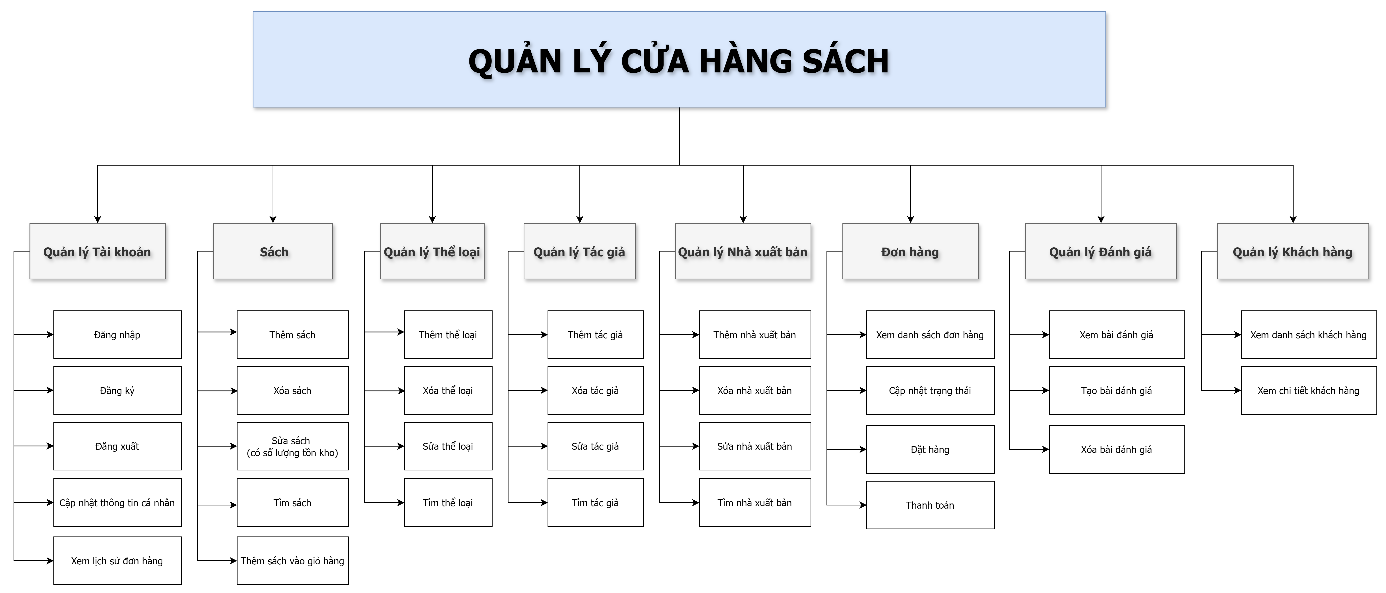 QUẢN LÝ CỬA HÀNG SÁCH
Quản lý Tài khoản
Sách
Quản lý Thể loại
Quản lý Tác giả
Quản lý Nhà xuất bản
Đơn hàng
Quản lý Đánh giá
Quản lý Khách hàng
Đăng nhập
Đăng ký
Đăng xuất
Cập nhật thông tin cá nhân
Xem lịch sử đơn hàng
Thêm sách
Xóa sách
Sửa sách
(có số lượng tồn kho)
Tìm sách
Thêm sách vào giỏ hàng
Thêm thể loại
Xóa thể loại
Sửa thể loại
Tìm thể loại
Thêm tác giả
Xóa tác giả
Sửa tác giả
Tìm tác giả
Thêm nhà xuất bản
Xóa nhà xuất bản
Sửa nhà xuất bản
Tìm nhà xuất bản
Xem danh sách đơn hàng
Cập nhật trạng thái
Đặt hàng
Thanh toán
Xem bài đánh giá
Tạo bài đánh giá
Xóa bài đánh giá
Xem danh sách khách hàng
Xem chi tiết khách hàng